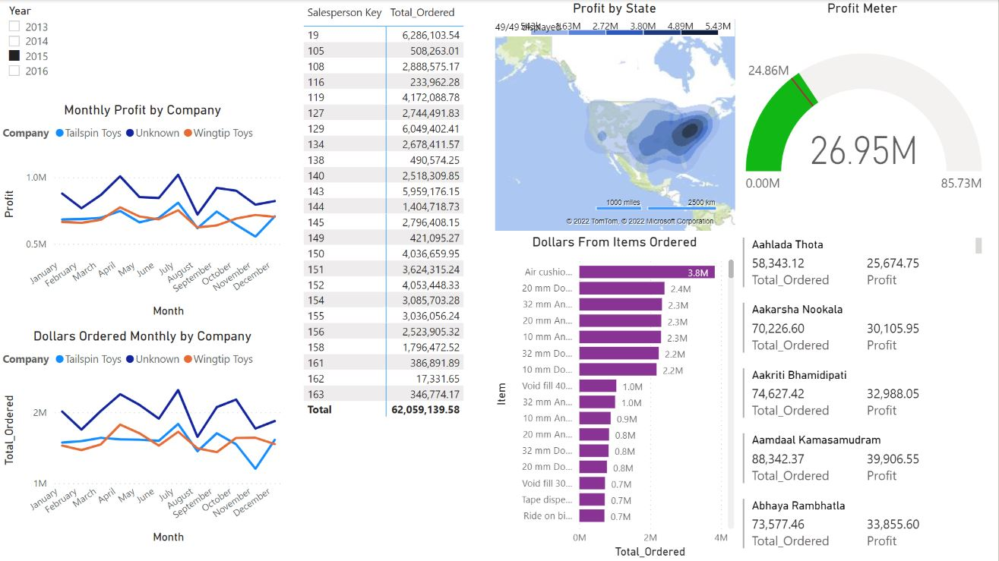 Year
2013
2014
2015
2016
Monthly Profit by Company
Company Tailspin Toys Unknown Wingtip Toys
Profit
1.0M
0.5M
January
February
March
April
May
June
July
August
September
October
November
December
Month
Dollars Ordered Monthly by Company
Company Tailspin Toys Unknown Wingtip Toys
Total_Ordered
2M
1M
January
February
March
April
May
June
July
August
September
October
November
December
Month
Salesperson Key Total_Ordered
19 6,286,103.54
105 508,263.01
108 2,888,575.17
116 233,962.28
119 4,172,088.78
127 2,744,491.83
129 6,049,402.41
134 2,678,411.57
138 490,574.25
140 2,518,309.85
143 5,959,176.15
144 1,404,718.73
145 2,796,408.15
149 421,095.27
150 4,036,659.95
151 3,624,315.24
152 4,053,448.33
154 3,085,703.28
155 3,036,056.24
156 2,523,905.32
158 1,796,472.52
161 386,891.89
162 17,331.65
163 346,774.17
Total 62,059,139.58
Profit by State
49/49 displayed 1.63M 2.72M 3.80M 4.89M 5.43M
1000 miles 2500 km
© 2022 TomTom, © 2022 Microsoft Corporation
Dollars From Items Ordered
Item
Air cushio... 3.8M
20 mm Do... 2.4M
32 mm An... 2.3M
20 mm An... 2.3M
10 mm An... 2.3M
32 mm Do... 2.2M
10 mm Do... 2.2M
Void fill 40... 1.0M
32 mm An... 1.0M
10 mm An... 0.9M
20 mm An... 0.8M
32 mm Do... 0.8M
20 mm Do... 0.8M
Void fill 30... 0.7M
Tape dispe... 0.7M
Ride on bi... 0.7M
0M 2M 4M
Total_Ordered
Profit Meter
24.86M
26.95M
0.00M 85.73M
Aahlada Thota
58,343.12 25,674.75
Total_Ordered Profit
Aakarsha Nookala
70,226.60 30,105.95
Total_Ordered Profit
Aakriti Bhamidipati
74,627.42 32,988.05
Total_Ordered Profit
Aamdaal Kamasamudram
88,342.37 39,906.55
Total_Ordered Profit
Abhaya Rambhatla
73,577.46 33,855.60
Total_Ordered Profit